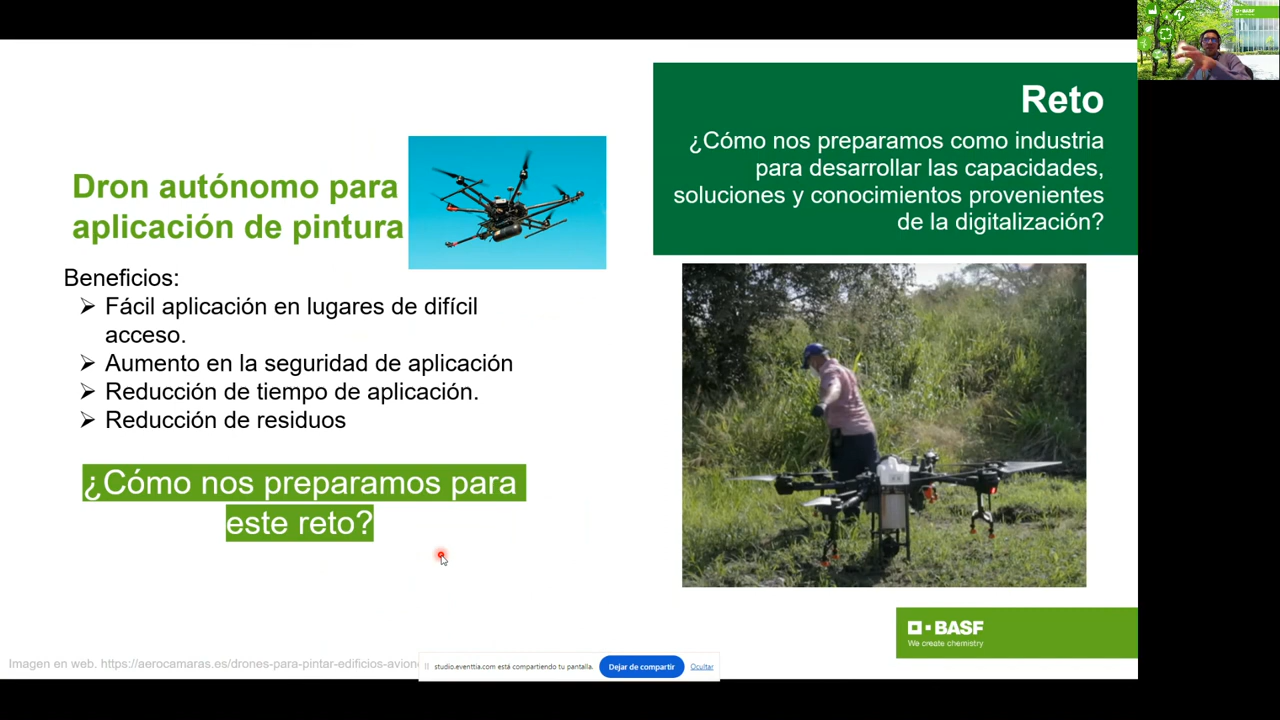 Dron autónomo para
aplicación de pintura
Beneficios:
➢ Fácil aplicación en lugares de difícil
acceso.
➢ Aumento en la seguridad de aplicación
➢ Reducción de tiempo de aplicación.
➢ Reducción de residuos
¿Cómo nos preparamos para
este reto?
Reto
¿Cómo nos preparamos como industria
para desarrollar las capacidades,
soluciones y conocimientos provenientes
de la digitalización?
BASF
We create chemistry
Imagen en web. https://aerocamaras.es/drones-para-pintar-edificios-avione
studio.eventtia.com está compartiendo tu pantalla.
Dejar de compartir
Ocultar
BASF